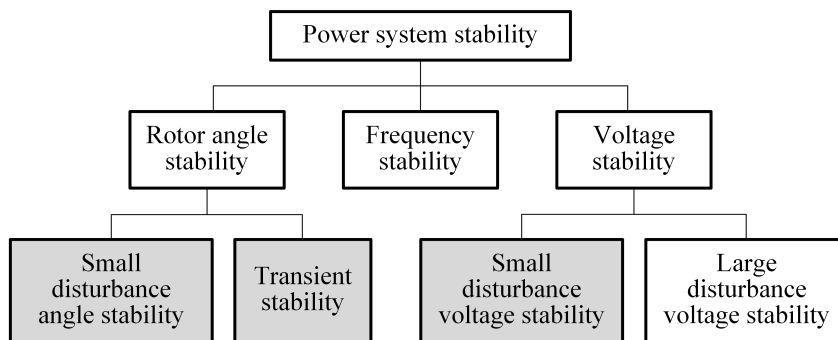 Power system stability
Rotor angle
stability
Frequency
stability
Voltage
stability
Small
disturbance
angle stability
Transient
stability
Small
disturbance
voltage stability
Large
disturbance
voltage stability